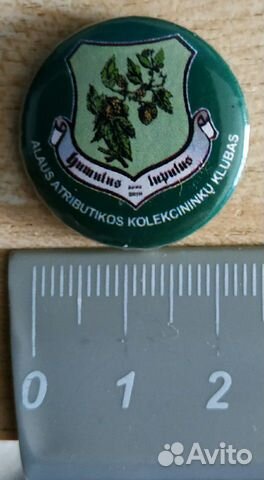 Humulus lupulus
ALAUS ATRIBUTIKOS KOLEKCININKŲ KLUBAS
0 1 2
Avito